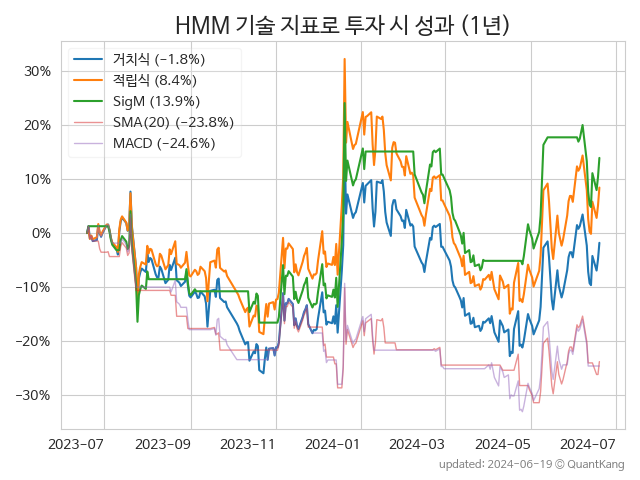 HMM 기술 지표로 투자 시 성과 (1년)
거치식 (−1.8%)
적립식 (8.4%)
SigM (13.9%)
SMA(20) (−23.8%)
MACD (−24.6%)
30%
20%
10%
0%
−10%
−20%
−30%
2023-07 2023-09 2023-11 2024-01 2024-03 2024-05 2024-07
updated: 2024-06-19 © QuantKang